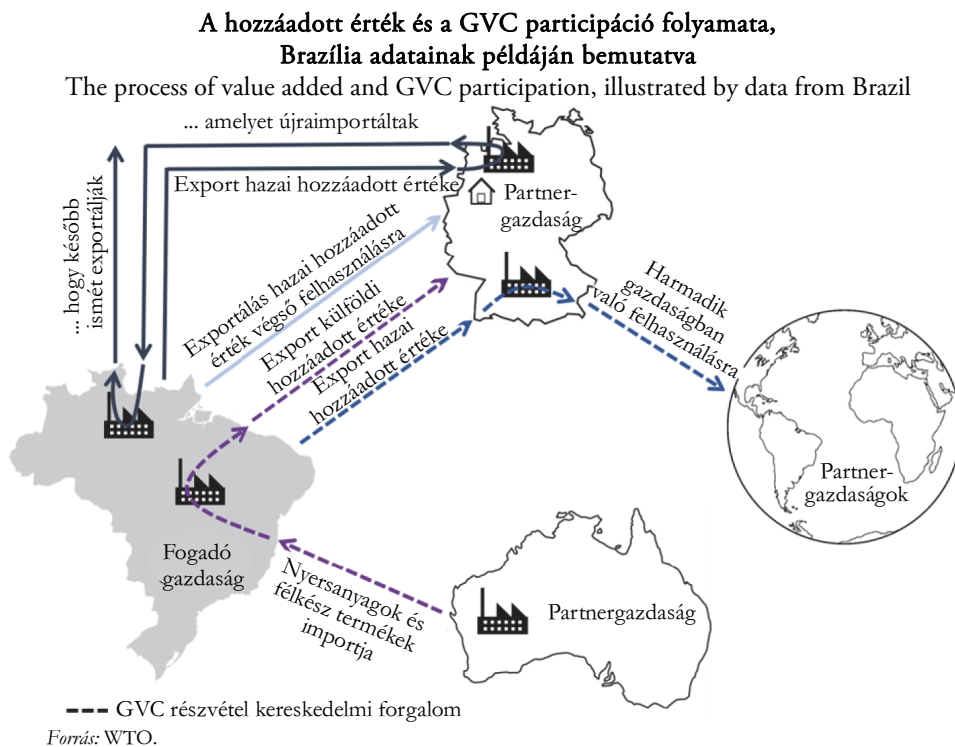 A hozzáadott érték és a GVC participáció folyamata,
Brazília adatainak példáján bemutatva
The process of value added and GVC participation, illustrated by data from Brazil
... amelyet újraimportáltak
Export hazai hozzáadott értéke
... hogy később
ismét exportálják
Partner-
gazdaság
Exportálás hazai hozzáadott
érték végső felhasználásra
Export külföldi
hozzáadott értéke
Export hazai
hozzáadott értéke
Harmadik
gazdaságban
való felhasználásra
Partner-
gazdaságok
Fogadó
gazdaság
Nyersanyagok és
félkész termékek
importja
Partnergazdaság
GVC részvétel kereskedelmi forgalom
Forrás: WTO.